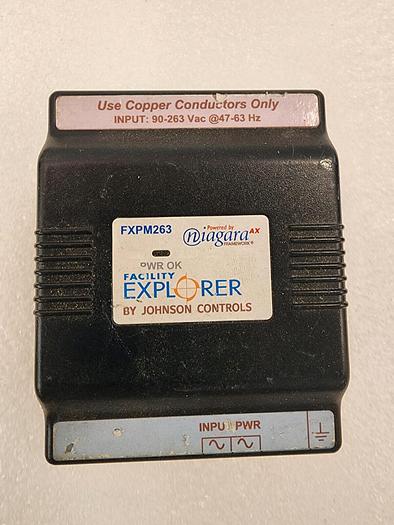 Use Copper Conductors Only
INPUT: 90-263 Vac @47-63 Hz
FXPM263
Powered by
niagara AX
FRAMEWORK®
PWR OK
FACILITY
EXPLORER
BY JOHNSON CONTROLS
INPUT PWR